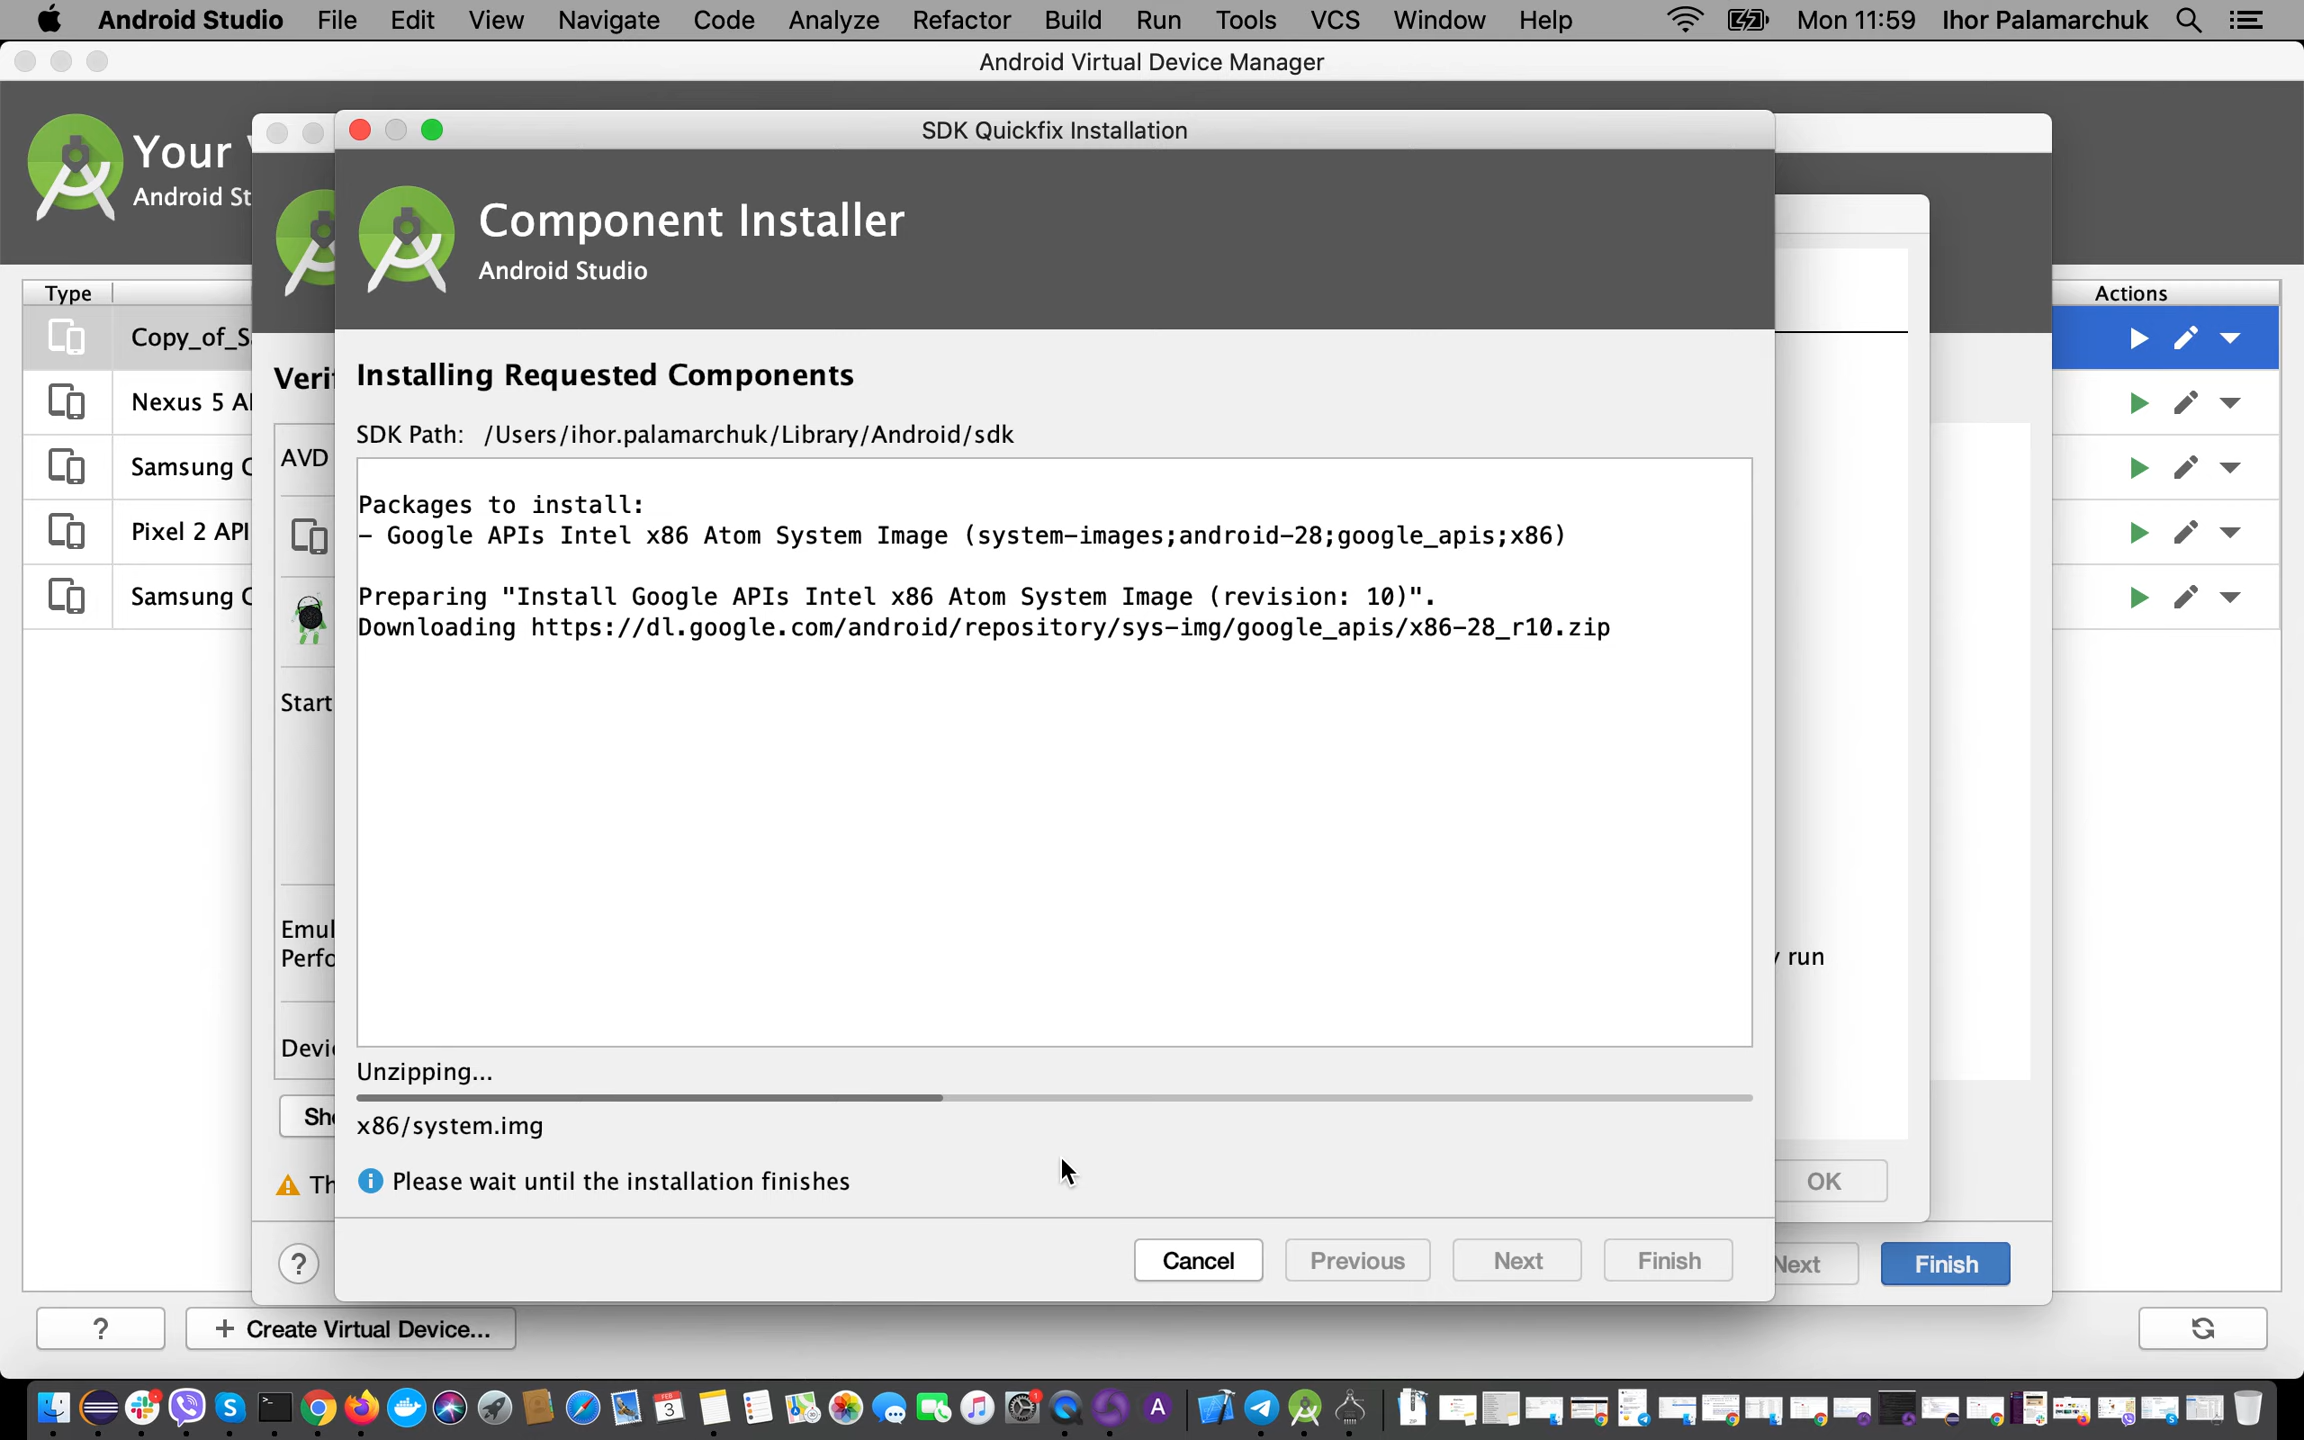 Android Studio File Edit View Navigate Code Analyze Refactor Build Run Tools VCS Window Help Mon 11:59 Ihor Palamarchuk
Android Virtual Device Manager
Your
Android St
SDK Quickfix Installation
Component Installer
Android Studio
Type
Actions
Copy_of_S
Nexus 5 A
Samsung
Pixel 2 API
Samsung
Veri
AVD
Start
Emul
Perfo
Devi
Sh
Th
Installing Requested Components
SDK Path: /Users/ihor.palamarchuk/Library/Android/sdk
Packages to install:
- Google APIs Intel x86 Atom System Image (system-images;android-28;google_apis;x86)
Preparing "Install Google APIs Intel x86 Atom System Image (revision: 10)".
Downloading https://dl.google.com/android/repository/sys-img/google_apis/x86-28_r10.zip
run
Unzipping...
x86/system.img
Please wait until the installation finishes
OK
?
Cancel Previous Next Finish
Next Finish
? + Create Virtual Device...
FEB
3